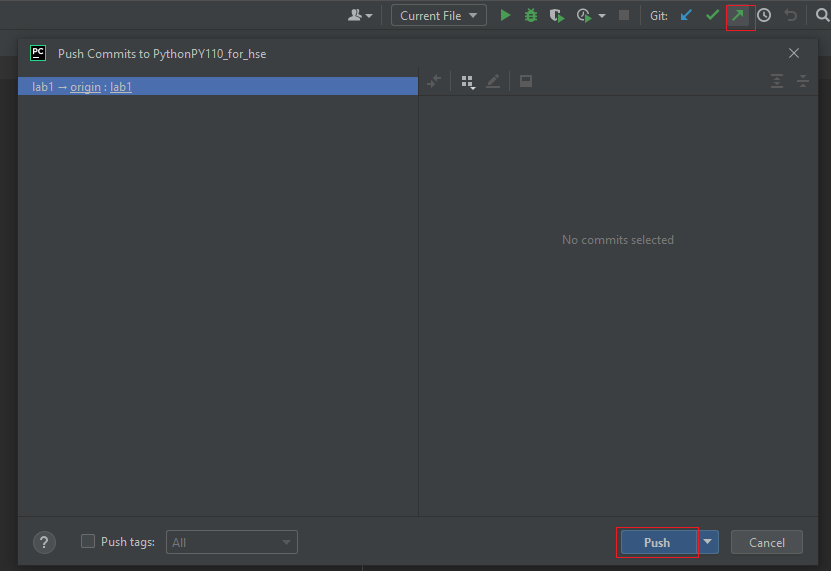 Current File
Git:
PC
Push Commits to PythonPY110_for_hse
lab1 → origin : lab1
No commits selected
?
Push tags:
All
Push
Cancel